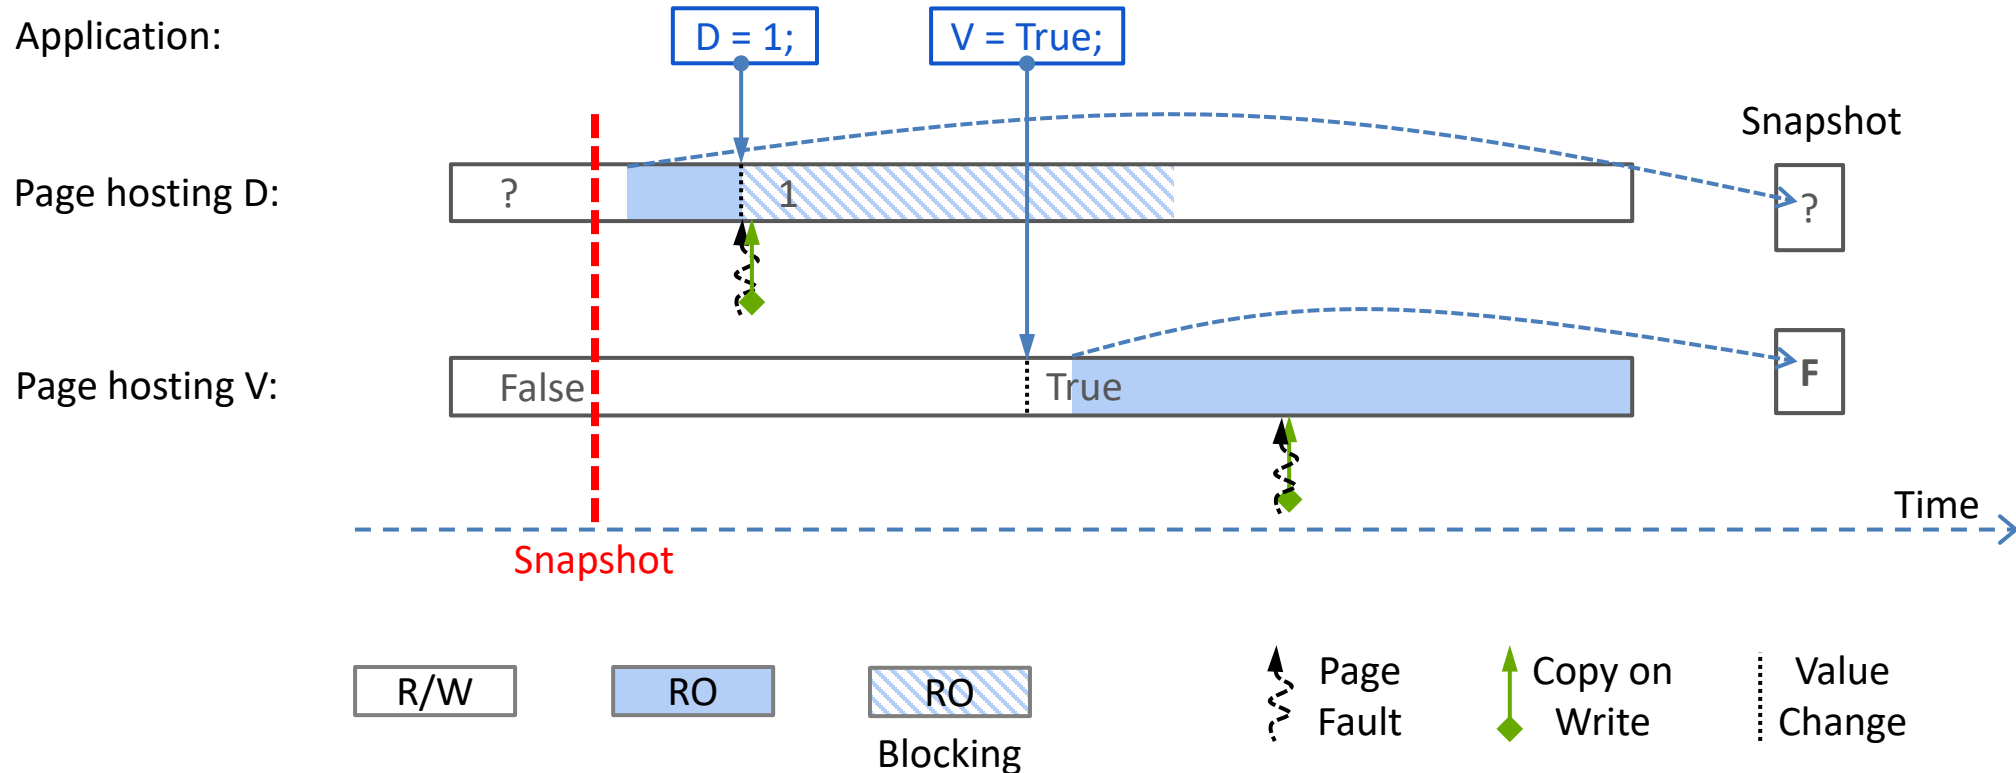 Application:
D = 1;
V = True;
Snapshot
Page hosting D:
?
1
?
Page hosting V:
False
True
F
Time
Snapshot
R/W
RO
RO
Blocking
Page
Fault
Copy on
Write
Value
Change